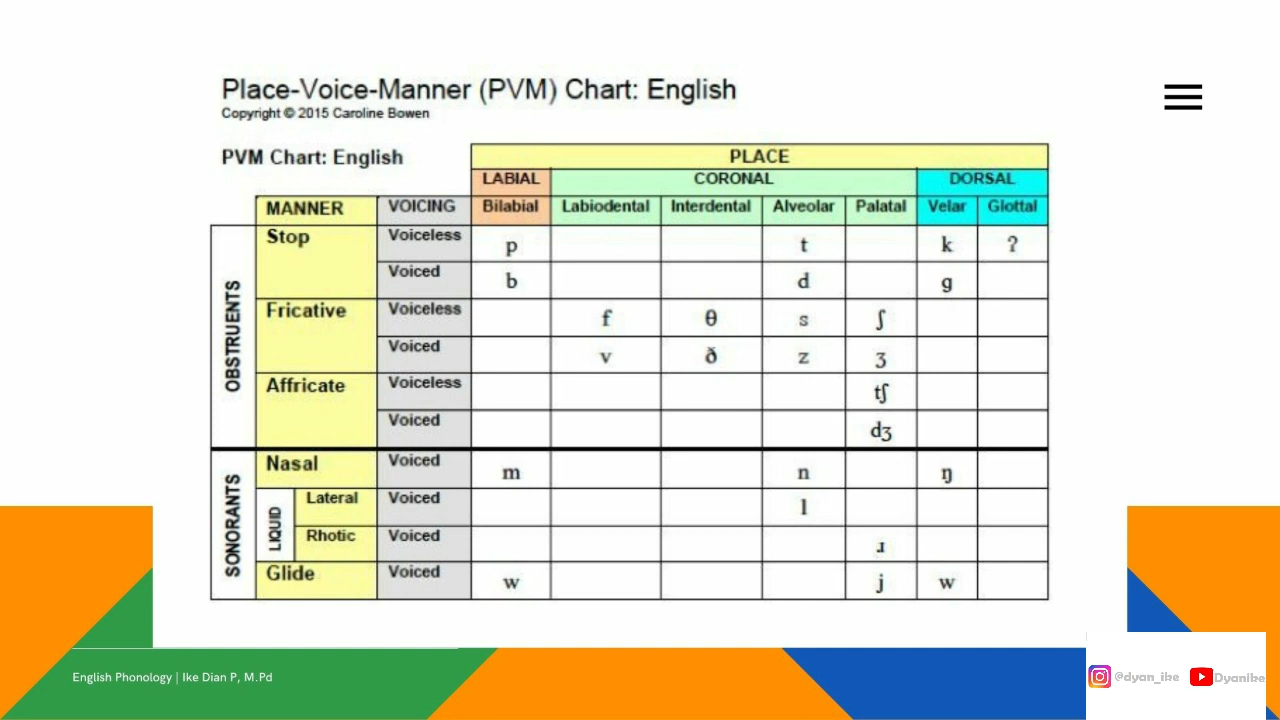 Place-Voice-Manner (PVM) Chart: English
Copyright © 2015 Caroline Bowen
PVM Chart: English
PLACE
LABIAL CORONAL DORSAL
MANNER VOICING Bilabial Labiodental Interdental Alveolar Palatal Velar Glottal
OBSTRUENTS
Stop Voiceless p t k ʔ
Voiced b d g
Fricative Voiceless f θ s ʃ
Voiced v ð z ʒ
Affricate Voiceless tʃ
Voiced dʒ
SONORANTS
Nasal Voiced m n ŋ
LIQUID
Lateral Voiced l
Rhotic Voiced ɹ
Glide Voiced w j w
English Phonology | Ike Dian P, M.Pd
@dyan_ike DyanIke